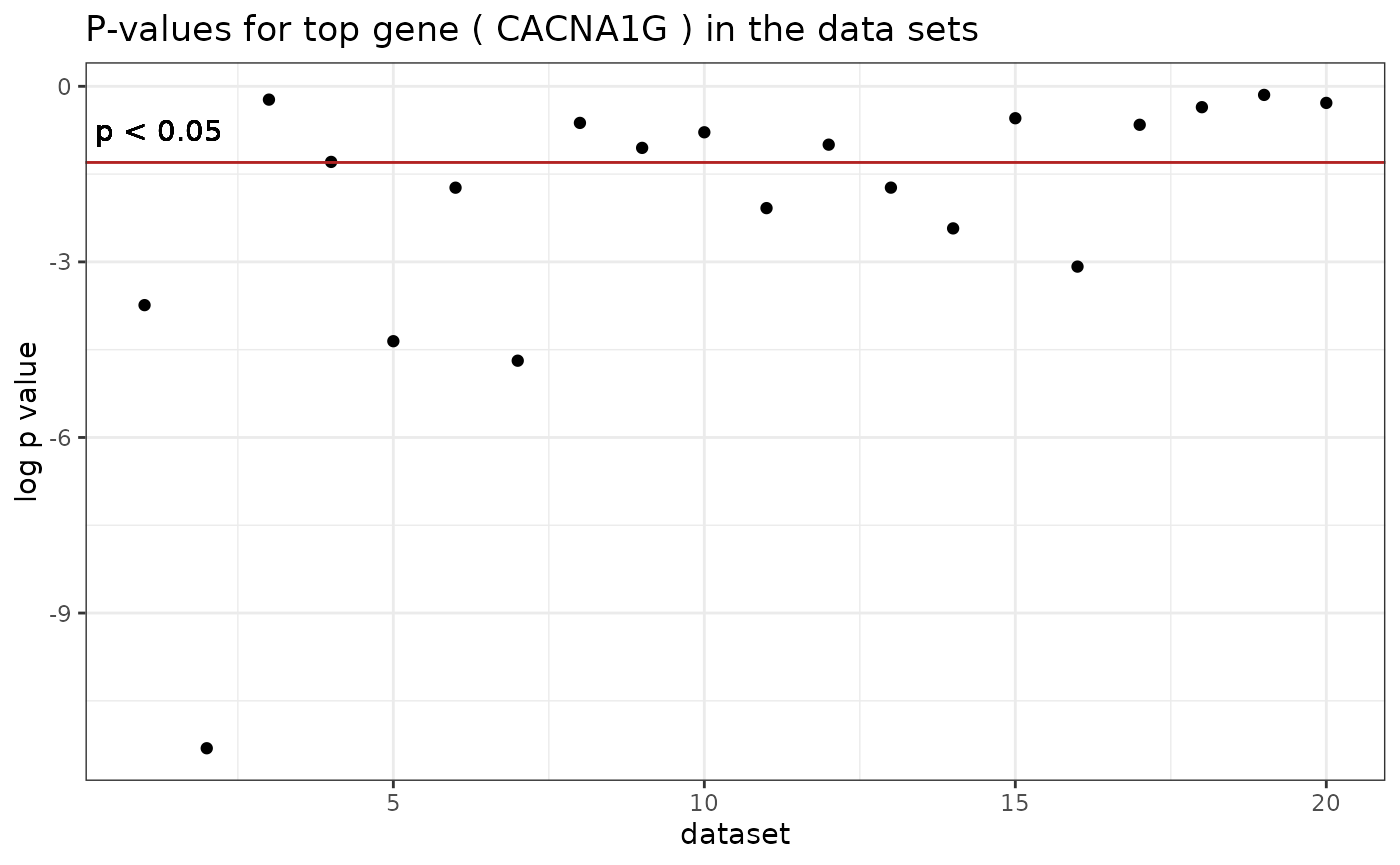 P-values for top gene ( CACNA1G ) in the data sets
0
p < 0.05
-3
log p value
-6
-9
5 10 15 20
dataset